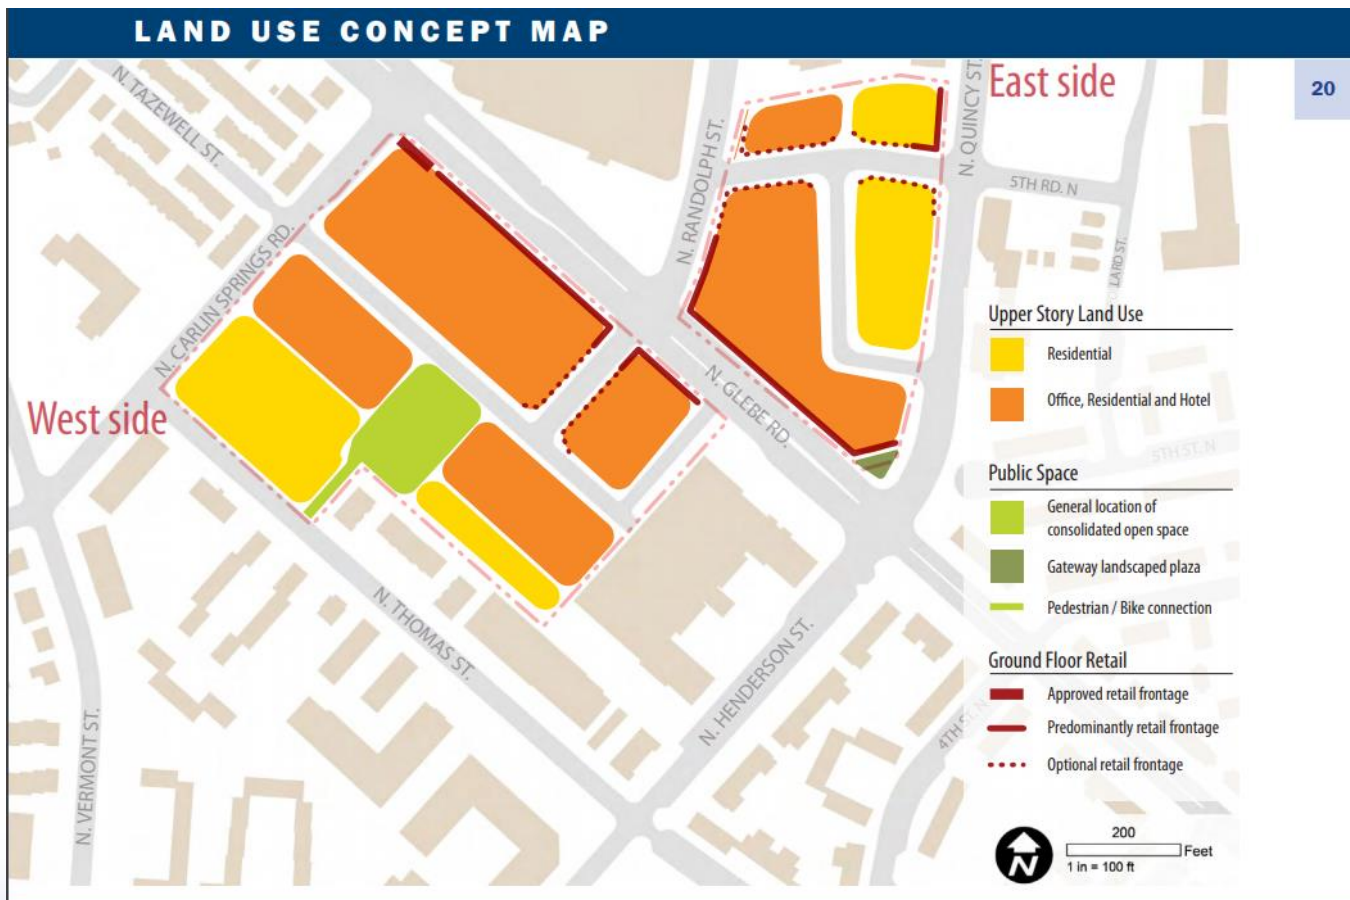 LAND USE CONCEPT MAP
20
East side
West side
N. TAZEWELL ST.
N. CARLIN SPRINGS RD.
N. RANDOLPH ST.
N. QUINCY ST.
5TH RD. N
LARD ST.
N. GLEBE RD.
5TH ST. N
N. THOMAS ST.
N. HENDERSON ST.
4TH ST. N
N. VERMONT ST.
Upper Story Land Use
Residential
Office, Residential and Hotel
Public Space
General location of
consolidated open space
Gateway landscaped plaza
Pedestrian / Bike connection
Ground Floor Retail
Approved retail frontage
Predominantly retail frontage
Optional retail frontage
N
200
Feet
1 in = 100 ft